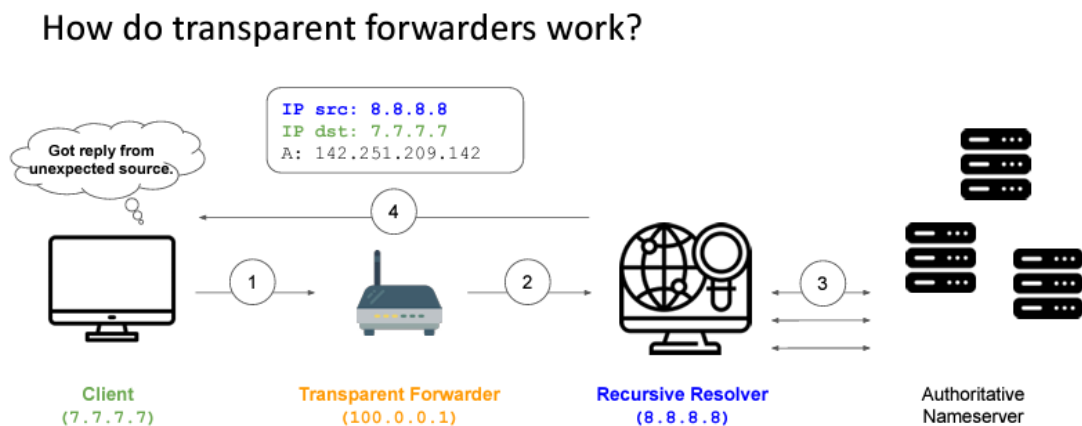 How do transparent forwarders work?
IP src: 8.8.8.8
IP dst: 7.7.7.7
A: 142.251.209.142
Got reply from
unexpected source.
4
1
2
3
Client
(7.7.7.7)
Transparent Forwarder
(100.0.0.1)
Recursive Resolver
(8.8.8.8)
Authoritative
Nameserver